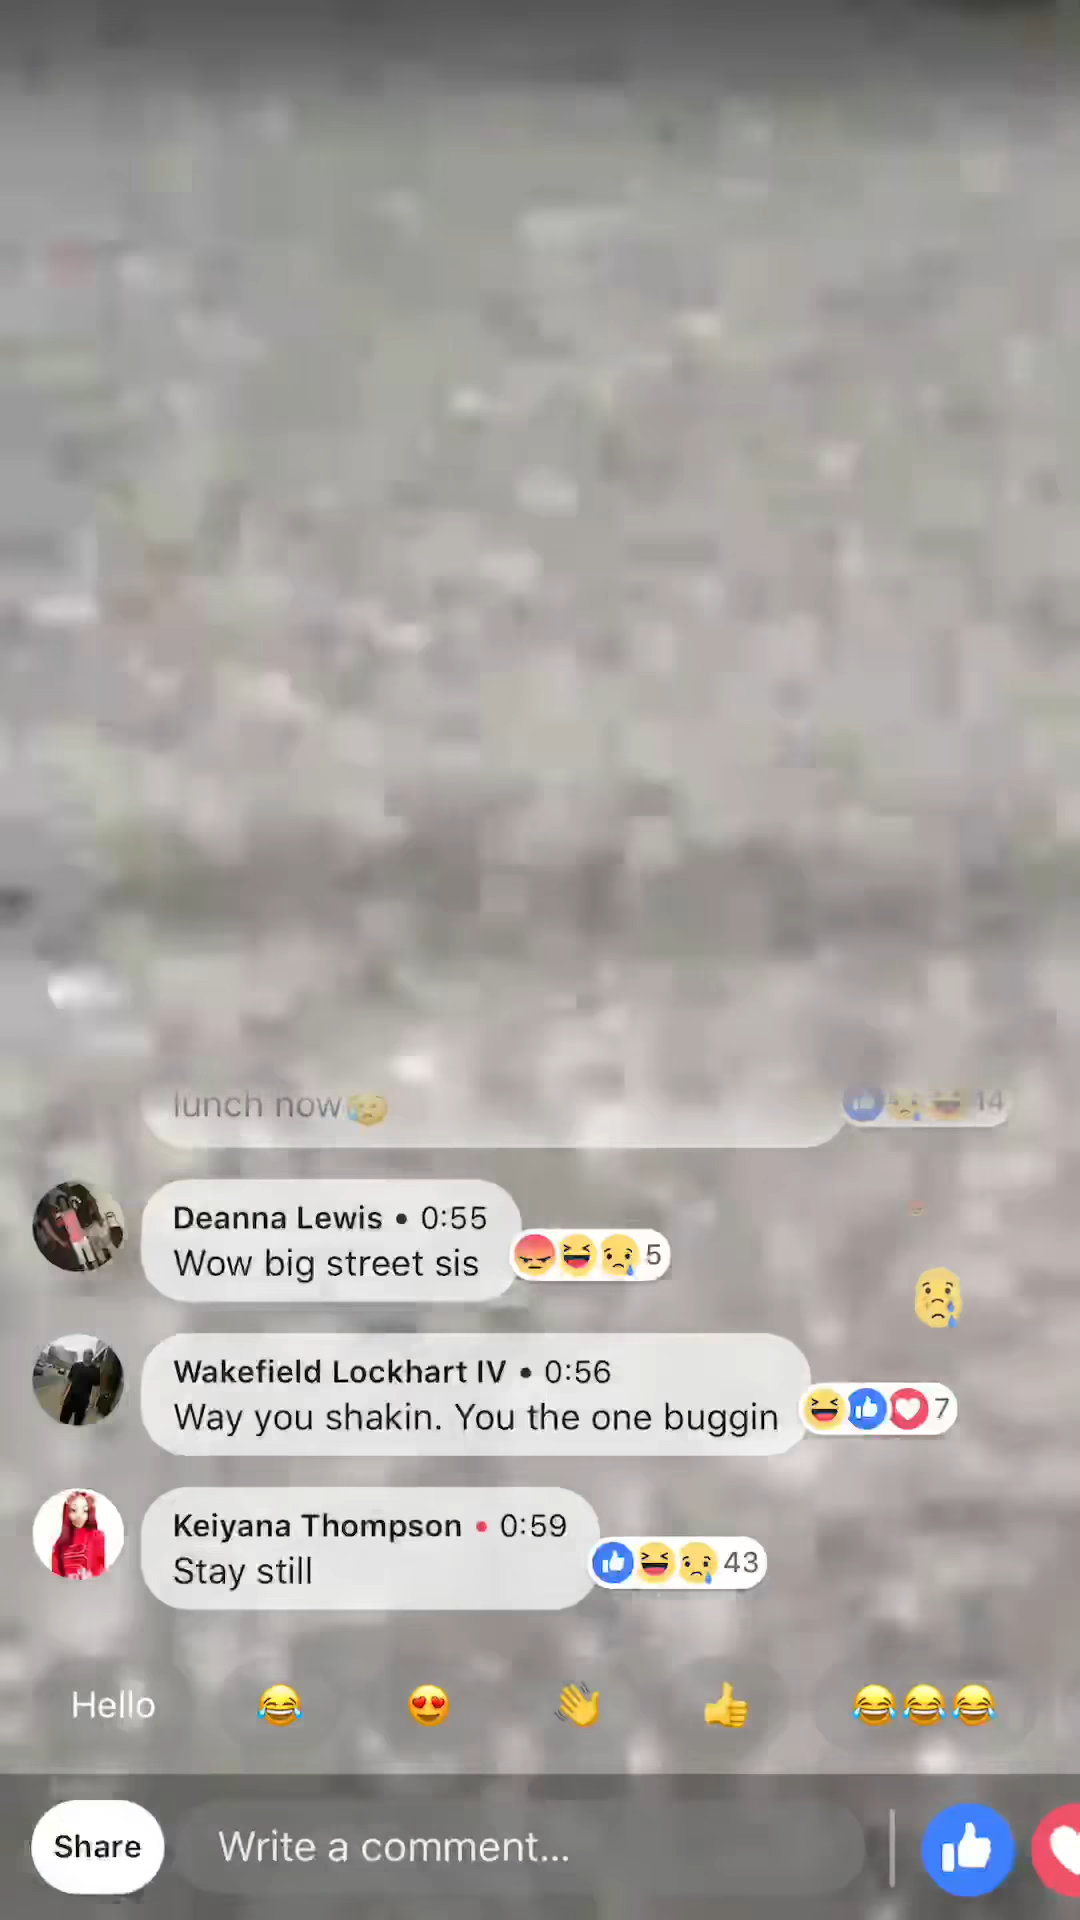 lunch now😥
14
Deanna Lewis • 0:55
Wow big street sis
5
Wakefield Lockhart IV • 0:56
Way you shakin. You the one buggin
7
Keiyana Thompson • 0:59
Stay still
43
Hello 😂 😍 👋 👍 😂😂😂
Share
Write a comment...